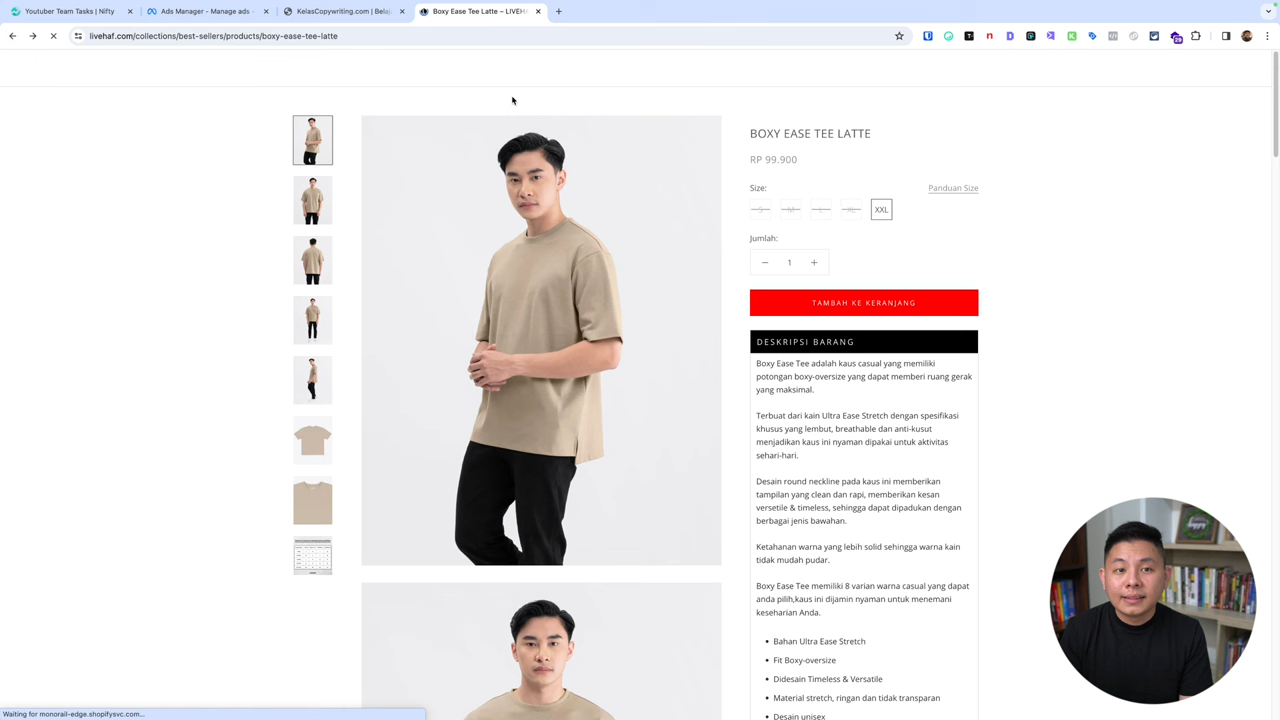 Youtuber Team Tasks | Nifty
Ads Manager - Manage ads -
KelasCopywriting.com | Bela
Boxy Ease Tee Latte – LIVEHA
livehaf.com/collections/best-sellers/products/boxy-ease-tee-latte
BOXY EASE TEE LATTE
RP 99.900
Size:
Panduan Size
S M L XL XXL
Jumlah:
− 1 +
TAMBAH KE KERANJANG
DESKRIPSI BARANG
Boxy Ease Tee adalah kaus casual yang memiliki
potongan boxy-oversize yang dapat memberi ruang gerak
yang maksimal.
Terbuat dari kain Ultra Ease Stretch dengan spesifikasi
khusus yang lembut, breathable dan anti-kusut
menjadikan kaus ini nyaman dipakai untuk aktivitas
sehari-hari.
Desain round neckline pada kaus ini memberikan
tampilan yang clean dan rapi, memberikan kesan
versetile & timeless, sehingga dapat dipadukan dengan
berbagai jenis bawahan.
Ketahanan warna yang lebih solid sehingga warna kain
tidak mudah pudar.
Boxy Ease Tee memiliki 8 varian warna casual yang dapat
anda pilih,kaus ini dijamin nyaman untuk menemani
keseharian Anda.
• Bahan Ultra Ease Stretch
• Fit Boxy-oversize
• Didesain Timeless & Versatile
• Material stretch, ringan dan tidak transparan
• Desain unisex
Waiting for monorail-edge.shopifysvc.com...